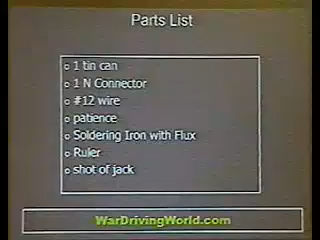 Parts List
1 tin can
1 N Connector
#12 wire
patience
Soldering Iron with Flux
Ruler
shot of jack
WarDrivingWorld.com